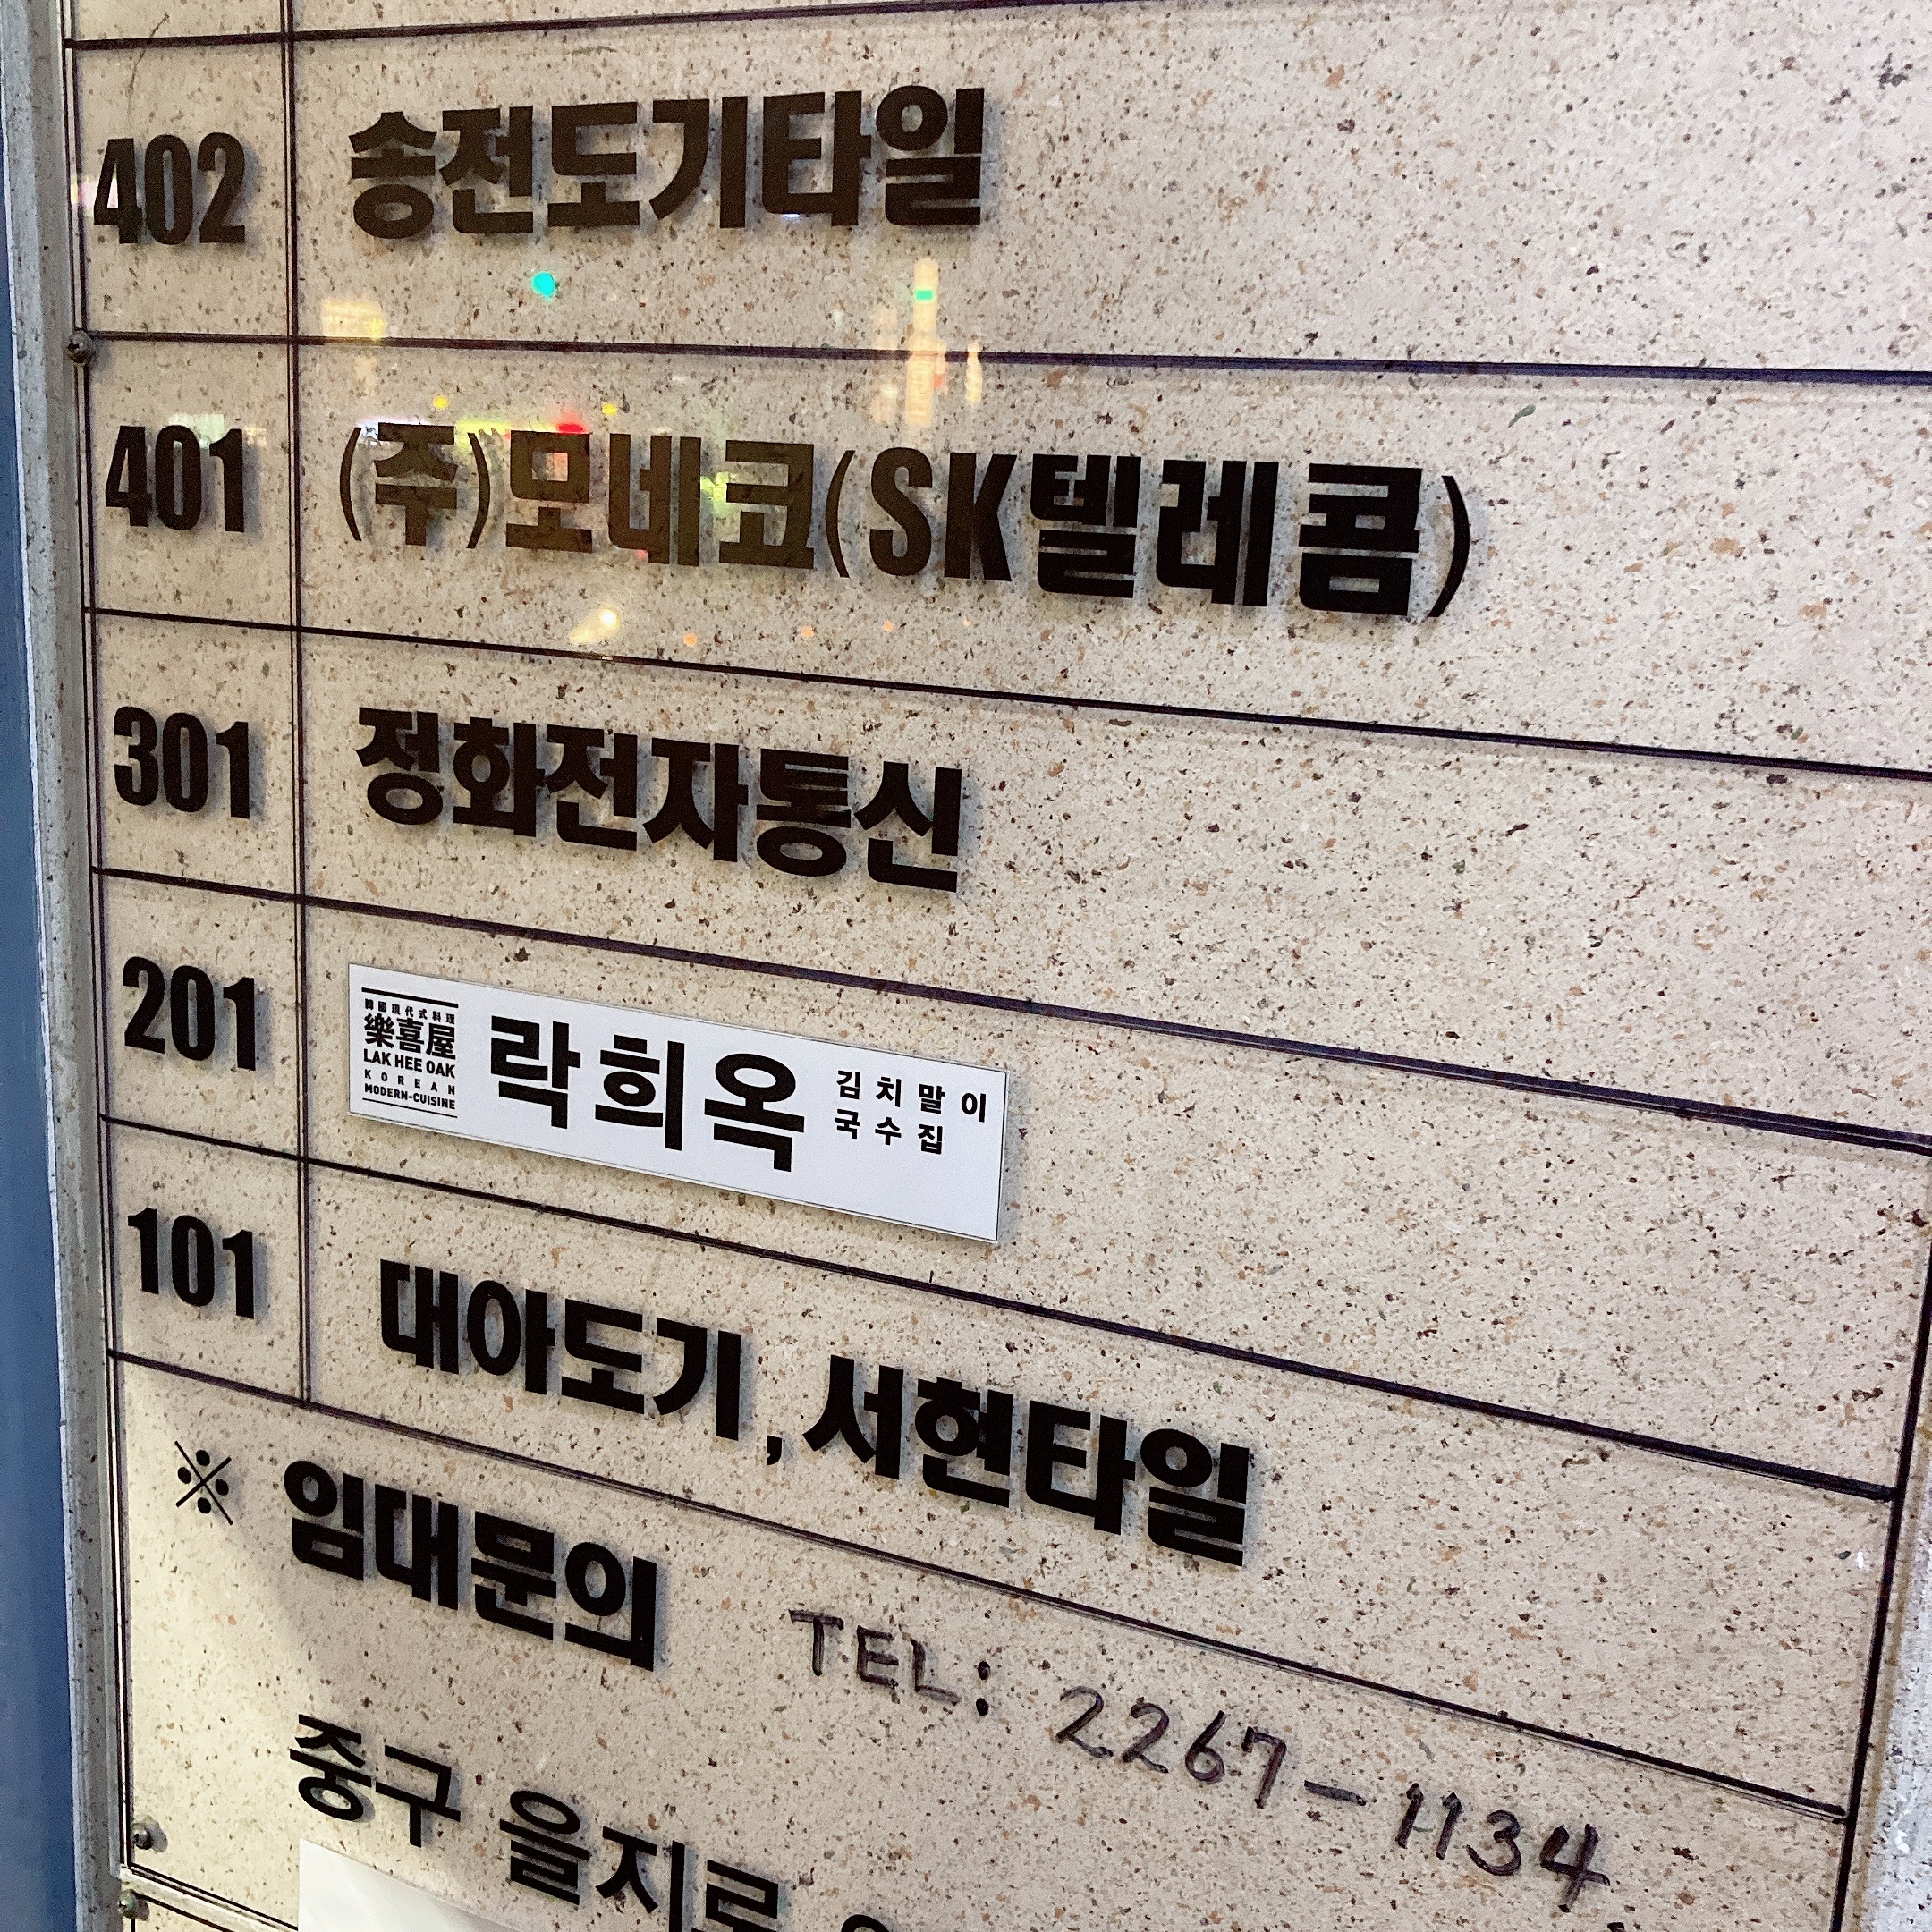 402 송전도기타일
401 (주)모네코(SK텔레콤)
301 정화전자통신
201
韓國現代式料理
樂喜屋
LAK HEE OAK
KOREAN
MODERN-CUISINE
락희옥
김치말이
국수집
101 대아도기, 서현타일
※ 임대문의 TEL: 2267-1134
중구 을지로